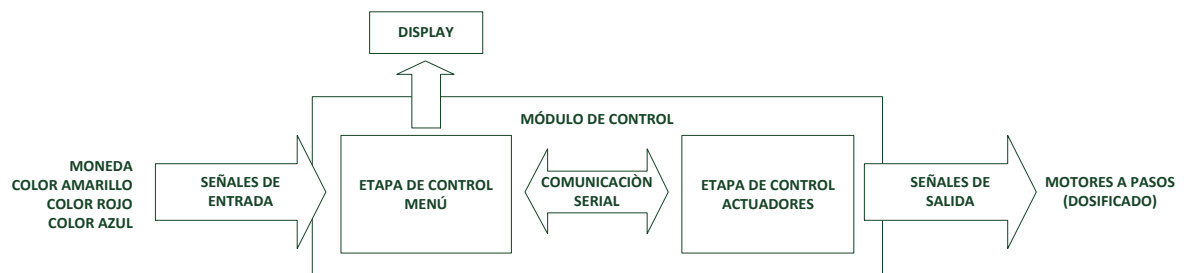 DISPLAY
MÓDULO DE CONTROL
MONEDA
COLOR AMARILLO
COLOR ROJO
COLOR AZUL
SEÑALES DE
ENTRADA
ETAPA DE CONTROL
MENÚ
COMUNICACIÒN
SERIAL
ETAPA DE CONTROL
ACTUADORES
SEÑALES DE
SALIDA
MOTORES A PASOS
(DOSIFICADO)